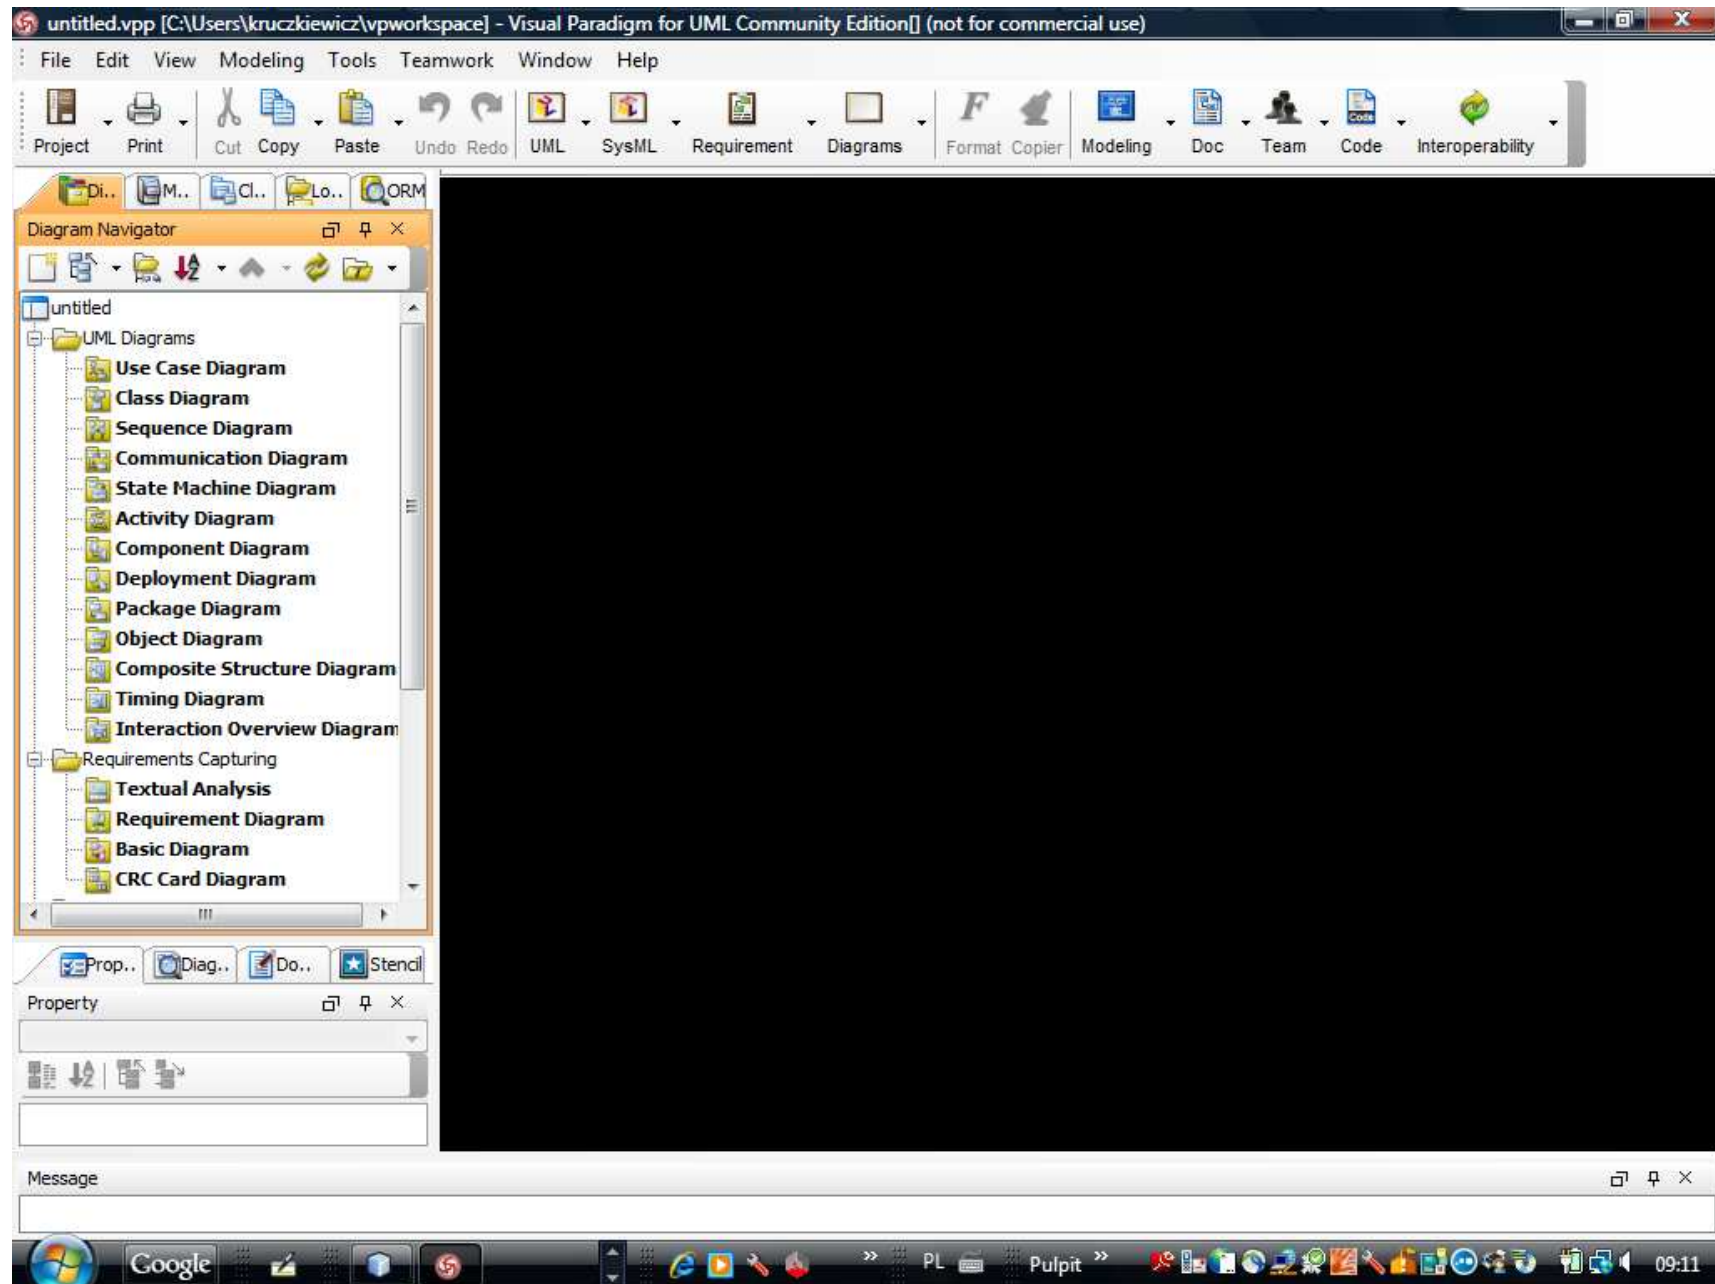 untitled.vpp [C:\Users\kruczkiewicz\vpworkspace] - Visual Paradigm for UML Community Edition[] (not for commercial use)
File Edit View Modeling Tools Teamwork Window Help
Project Print Cut Copy Paste Undo Redo UML SysML Requirement Diagrams Format Copier Modeling Doc Team Code Interoperability
Di.. M.. Cl.. Lo.. ORM
Diagram Navigator
untitled
UML Diagrams
Use Case Diagram
Class Diagram
Sequence Diagram
Communication Diagram
State Machine Diagram
Activity Diagram
Component Diagram
Deployment Diagram
Package Diagram
Object Diagram
Composite Structure Diagram
Timing Diagram
Interaction Overview Diagram
Requirements Capturing
Textual Analysis
Requirement Diagram
Basic Diagram
CRC Card Diagram
Prop.. Diag.. Do.. Stencil
Property
Message
Google PL Pulpit 09:11